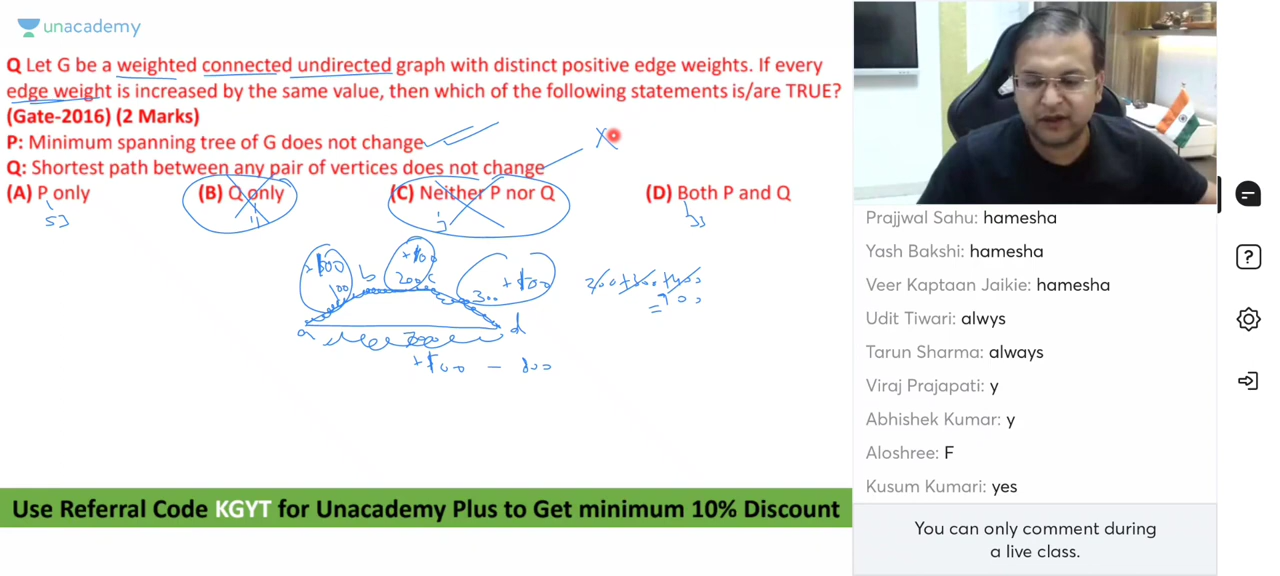 unacademy
Q Let G be a weighted connected undirected graph with distinct positive edge weights. If every
edge weight is increased by the same value, then which of the following statements is/are TRUE?
(Gate-2016) (2 Marks)
P: Minimum spanning tree of G does not change
Q: Shortest path between any pair of vertices does not change
(A) P only (B) Q only (C) Neither P nor Q (D) Both P and Q
b
100
200
c
300
a
d
Use Referral Code KGYT for Unacademy Plus to Get minimum 10% Discount
Prajjwal Sahu: hamesha
Yash Bakshi: hamesha
Veer Kaptaan Jaikie: hamesha
Udit Tiwari: alwys
Tarun Sharma: always
Viraj Prajapati: y
Abhishek Kumar: y
Aloshree: F
Kusum Kumari: yes
You can only comment during
a live class.